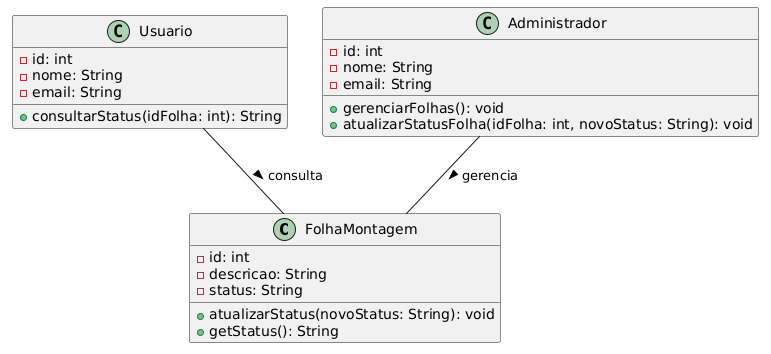 C Usuario
id: int
nome: String
email: String
consultarStatus(idFolha: int): String
C Administrador
id: int
nome: String
email: String
gerenciarFolhas(): void
atualizarStatusFolha(idFolha: int, novoStatus: String): void
consulta
gerencia
C FolhaMontagem
id: int
descricao: String
status: String
atualizarStatus(novoStatus: String): void
getStatus(): String